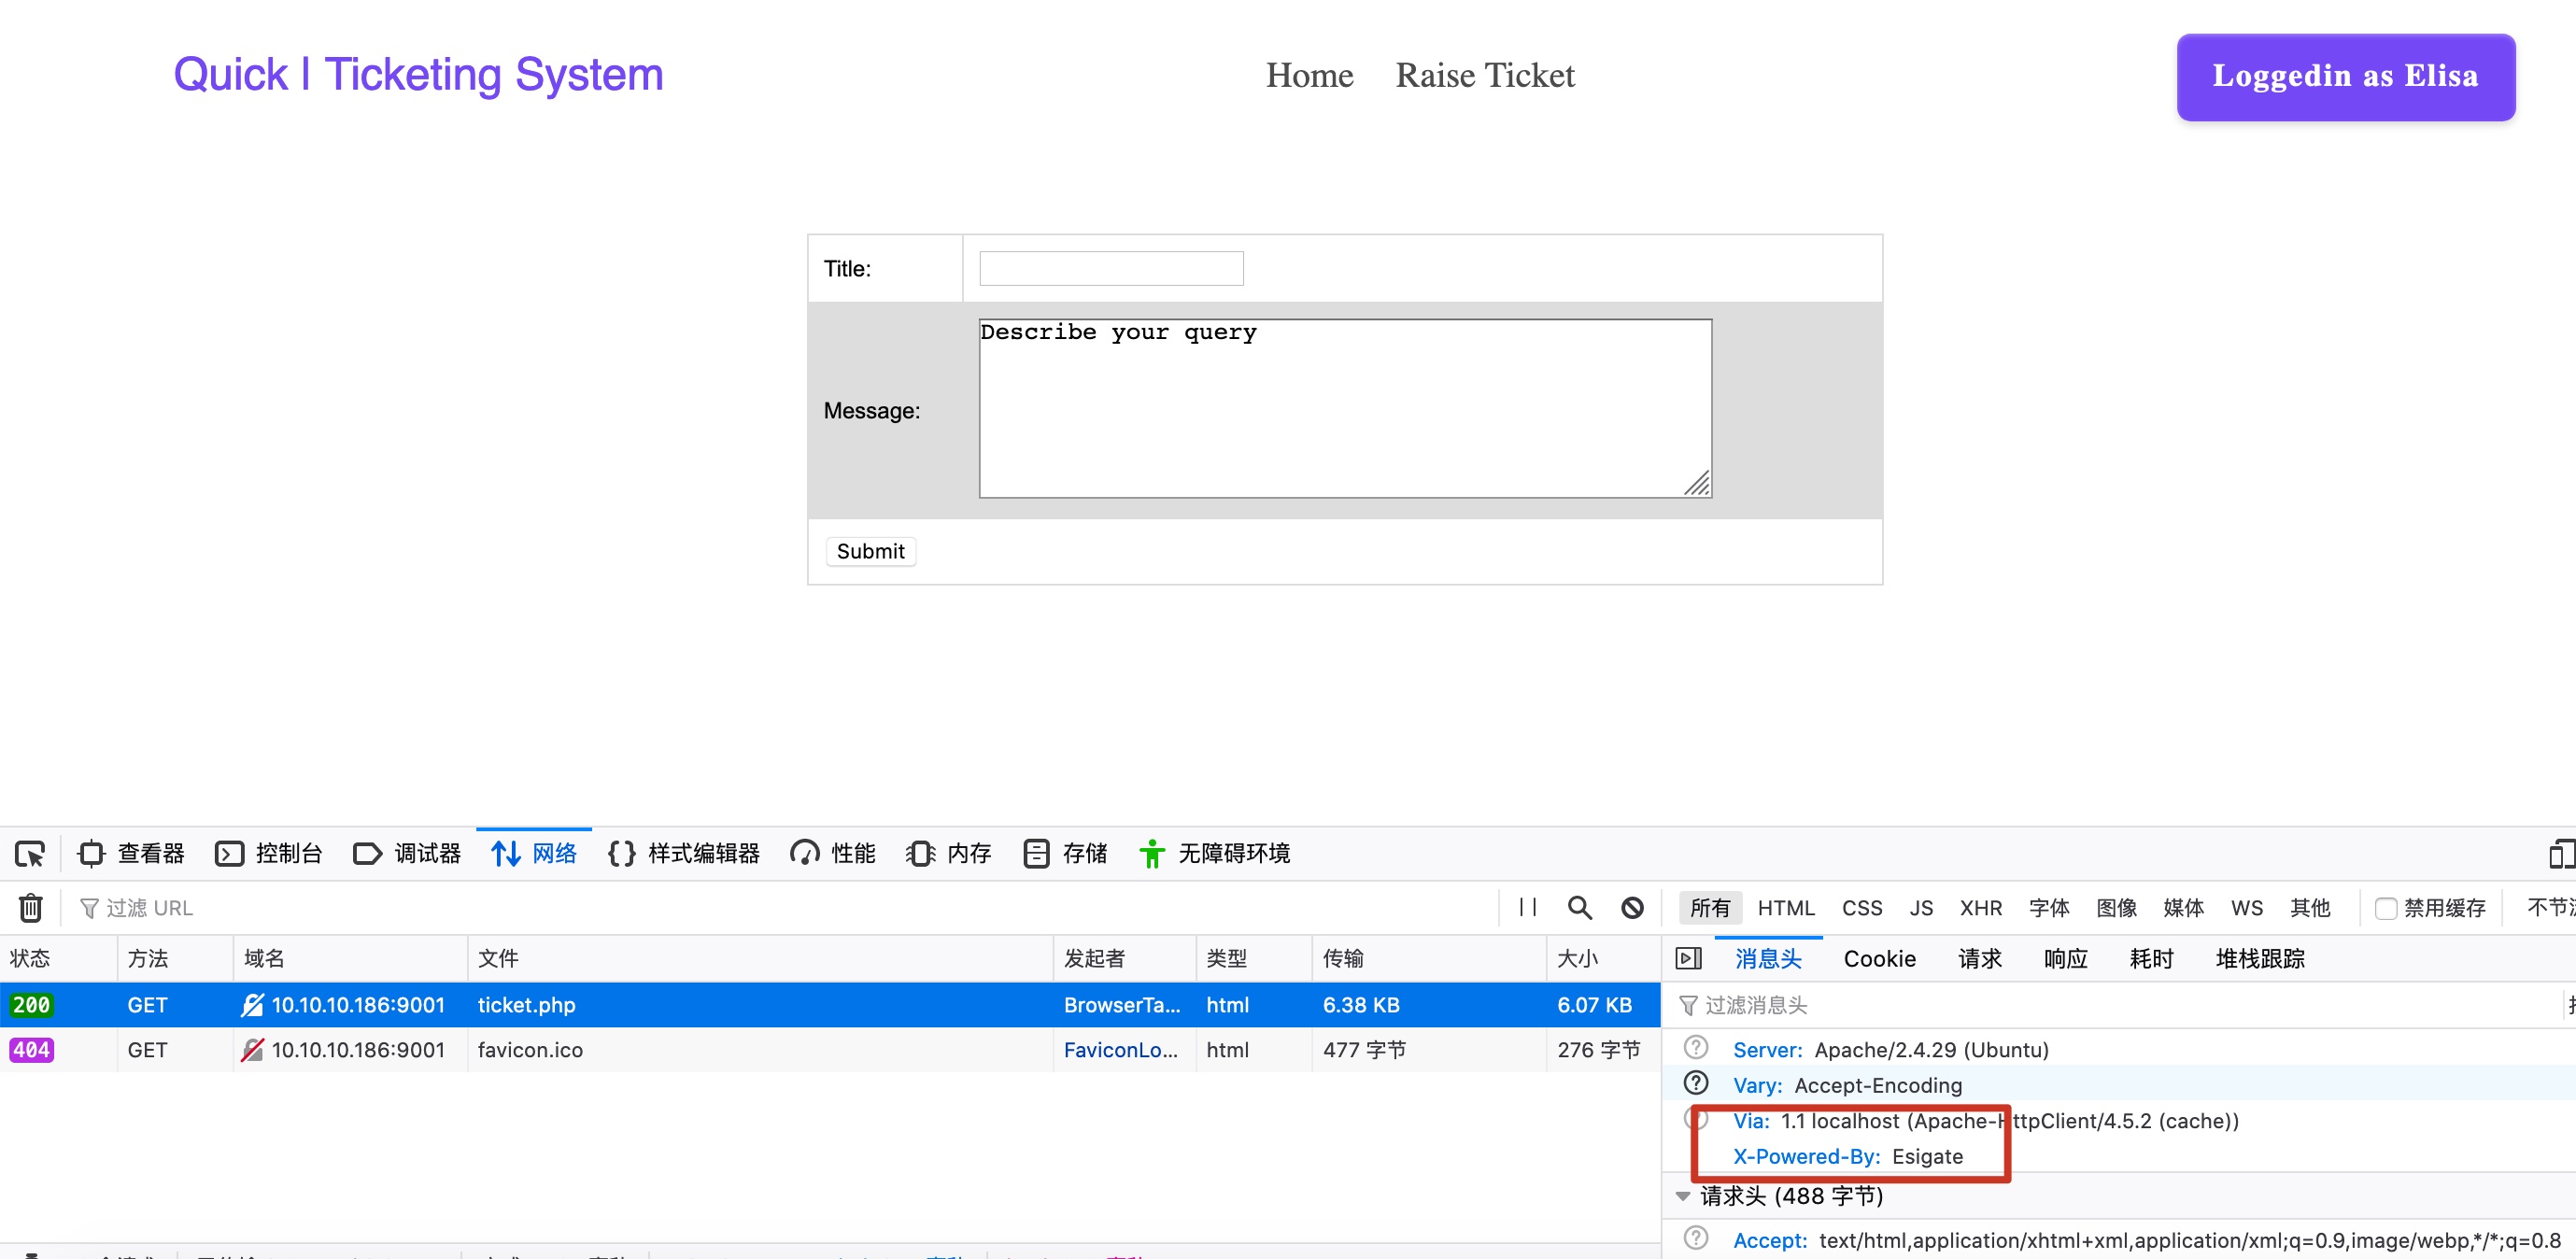 Quick | Ticketing System
Home Raise Ticket
Loggedin as Elisa
Title:
Message:
Describe your query
Submit
查看器 控制台 调试器 网络 样式编辑器 性能 内存 存储 无障碍环境
过滤 URL
所有 HTML CSS JS XHR 字体 图像 媒体 WS 其他 禁用缓存
状态 方法 域名 文件 发起者 类型 传输 大小
200 GET 10.10.10.186:9001 ticket.php BrowserTa... html 6.38 KB 6.07 KB
404 GET 10.10.10.186:9001 favicon.ico FaviconLo... html 477 字节 276 字节
消息头 Cookie 请求 响应 耗时 堆栈跟踪
过滤消息头
Server: Apache/2.4.29 (Ubuntu)
Vary: Accept-Encoding
Via: 1.1 localhost (Apache-HttpClient/4.5.2 (cache))
X-Powered-By: Esigate
请求头 (488 字节)
Accept: text/html,application/xhtml+xml,application/xml;q=0.9,image/webp,*/*;q=0.8